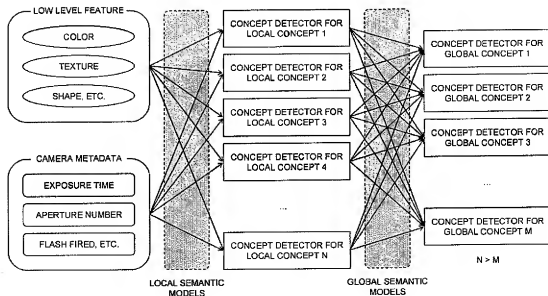 LOW LEVEL FEATURE
COLOR
TEXTURE
SHAPE, ETC.
CAMERA METADATA
EXPOSURE TIME
APERTURE NUMBER
FLASH FIRED, ETC.
LOCAL SEMANTIC
MODELS
CONCEPT DETECTOR FOR
LOCAL CONCEPT 1
CONCEPT DETECTOR FOR
LOCAL CONCEPT 2
CONCEPT DETECTOR FOR
LOCAL CONCEPT 3
CONCEPT DETECTOR FOR
LOCAL CONCEPT 4
...
CONCEPT DETECTOR FOR
LOCAL CONCEPT N
GLOBAL SEMANTIC
MODELS
CONCEPT DETECTOR FOR
GLOBAL CONCEPT 1
CONCEPT DETECTOR FOR
GLOBAL CONCEPT 2
CONCEPT DETECTOR FOR
GLOBAL CONCEPT 3
...
CONCEPT DETECTOR FOR
GLOBAL CONCEPT M
N > M